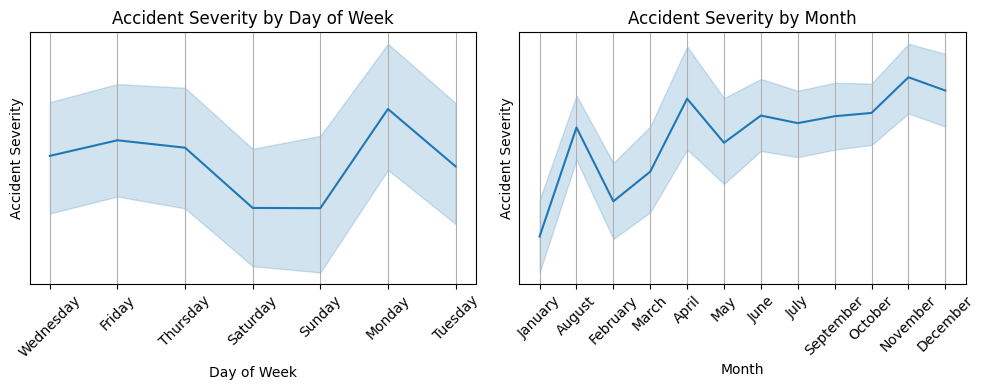 Accident Severity by Day of Week
Accident Severity
Wednesday
Friday
Thursday
Saturday
Sunday
Monday
Tuesday
Day of Week
Accident Severity by Month
Accident Severity
January
August
February
March
April
May
June
July
September
October
November
December
Month